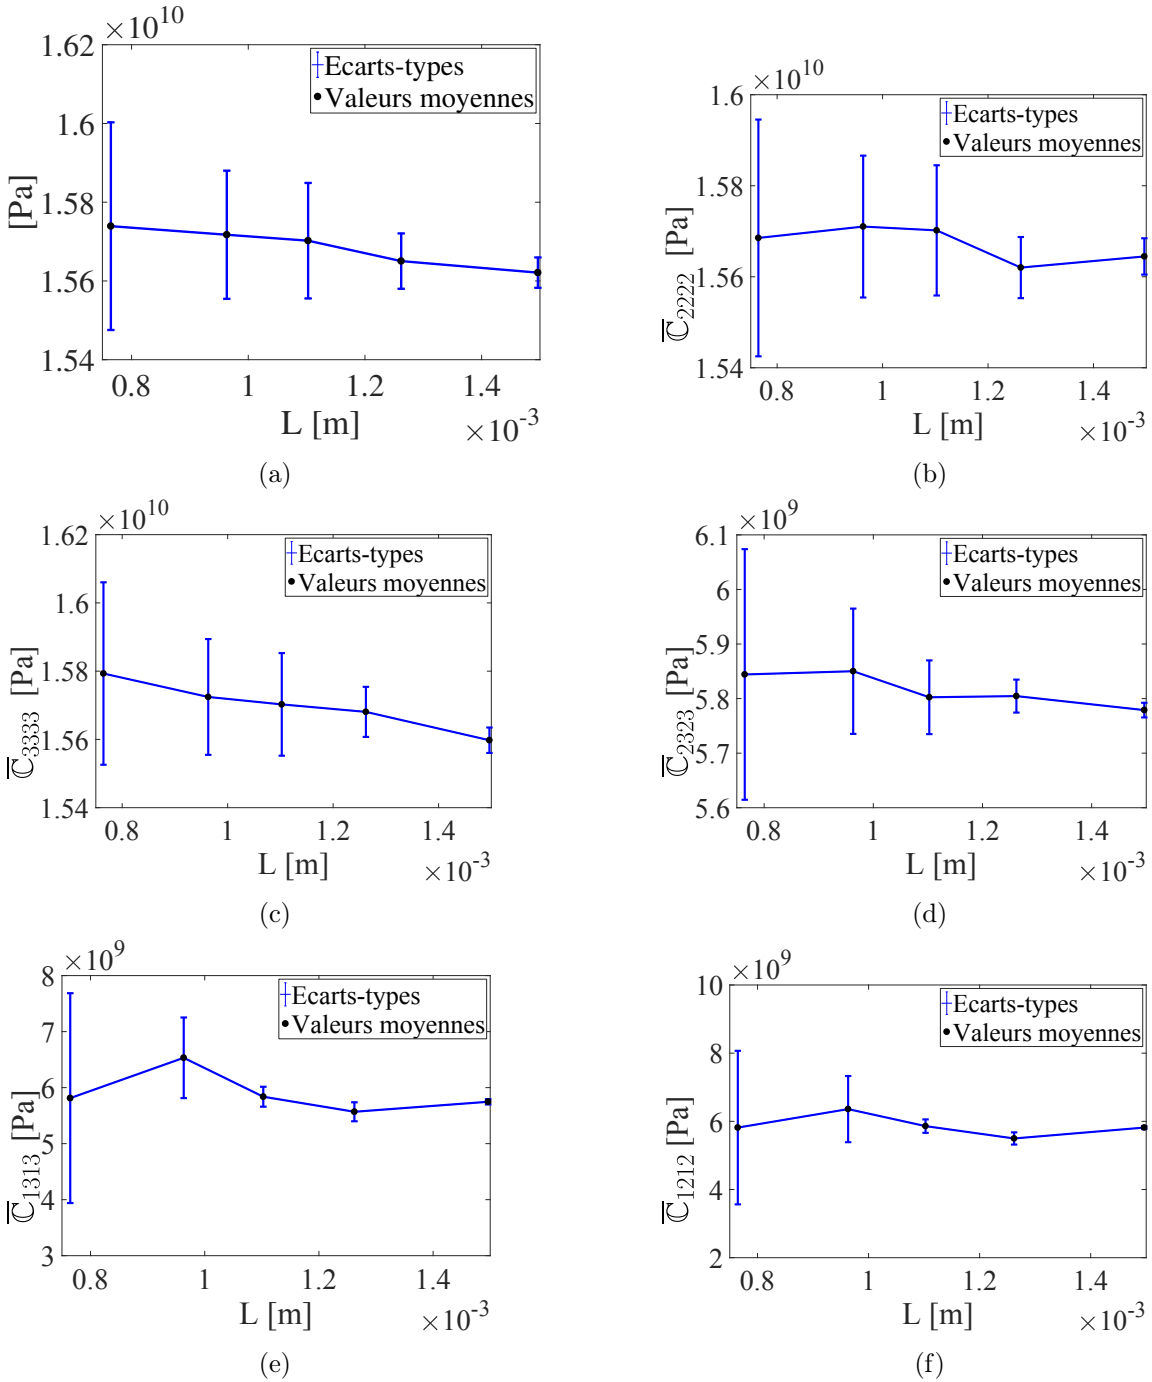 ×10^10
1.62
1.6
1.58
1.56
1.54
[Pa]
Ecarts-types
Valeurs moyennes
0.8 1 1.2 1.4
L [m]
×10^-3
(a)
×10^10
1.6
1.58
1.56
1.54
ℂ̅_2222 [Pa]
Ecarts-types
Valeurs moyennes
0.8 1 1.2 1.4
L [m]
×10^-3
(b)
×10^10
1.62
1.6
1.58
1.56
1.54
ℂ̅_3333 [Pa]
Ecarts-types
Valeurs moyennes
0.8 1 1.2 1.4
L [m]
×10^-3
(c)
×10^9
6.1
6
5.9
5.8
5.7
5.6
ℂ̅_2323 [Pa]
Ecarts-types
Valeurs moyennes
0.8 1 1.2 1.4
L [m]
×10^-3
(d)
×10^9
8
7
6
5
4
3
ℂ̅_1313 [Pa]
Ecarts-types
Valeurs moyennes
0.8 1 1.2 1.4
L [m]
×10^-3
(e)
×10^9
10
8
6
4
2
ℂ̅_1212 [Pa]
Ecarts-types
Valeurs moyennes
0.8 1 1.2 1.4
L [m]
×10^-3
(f)